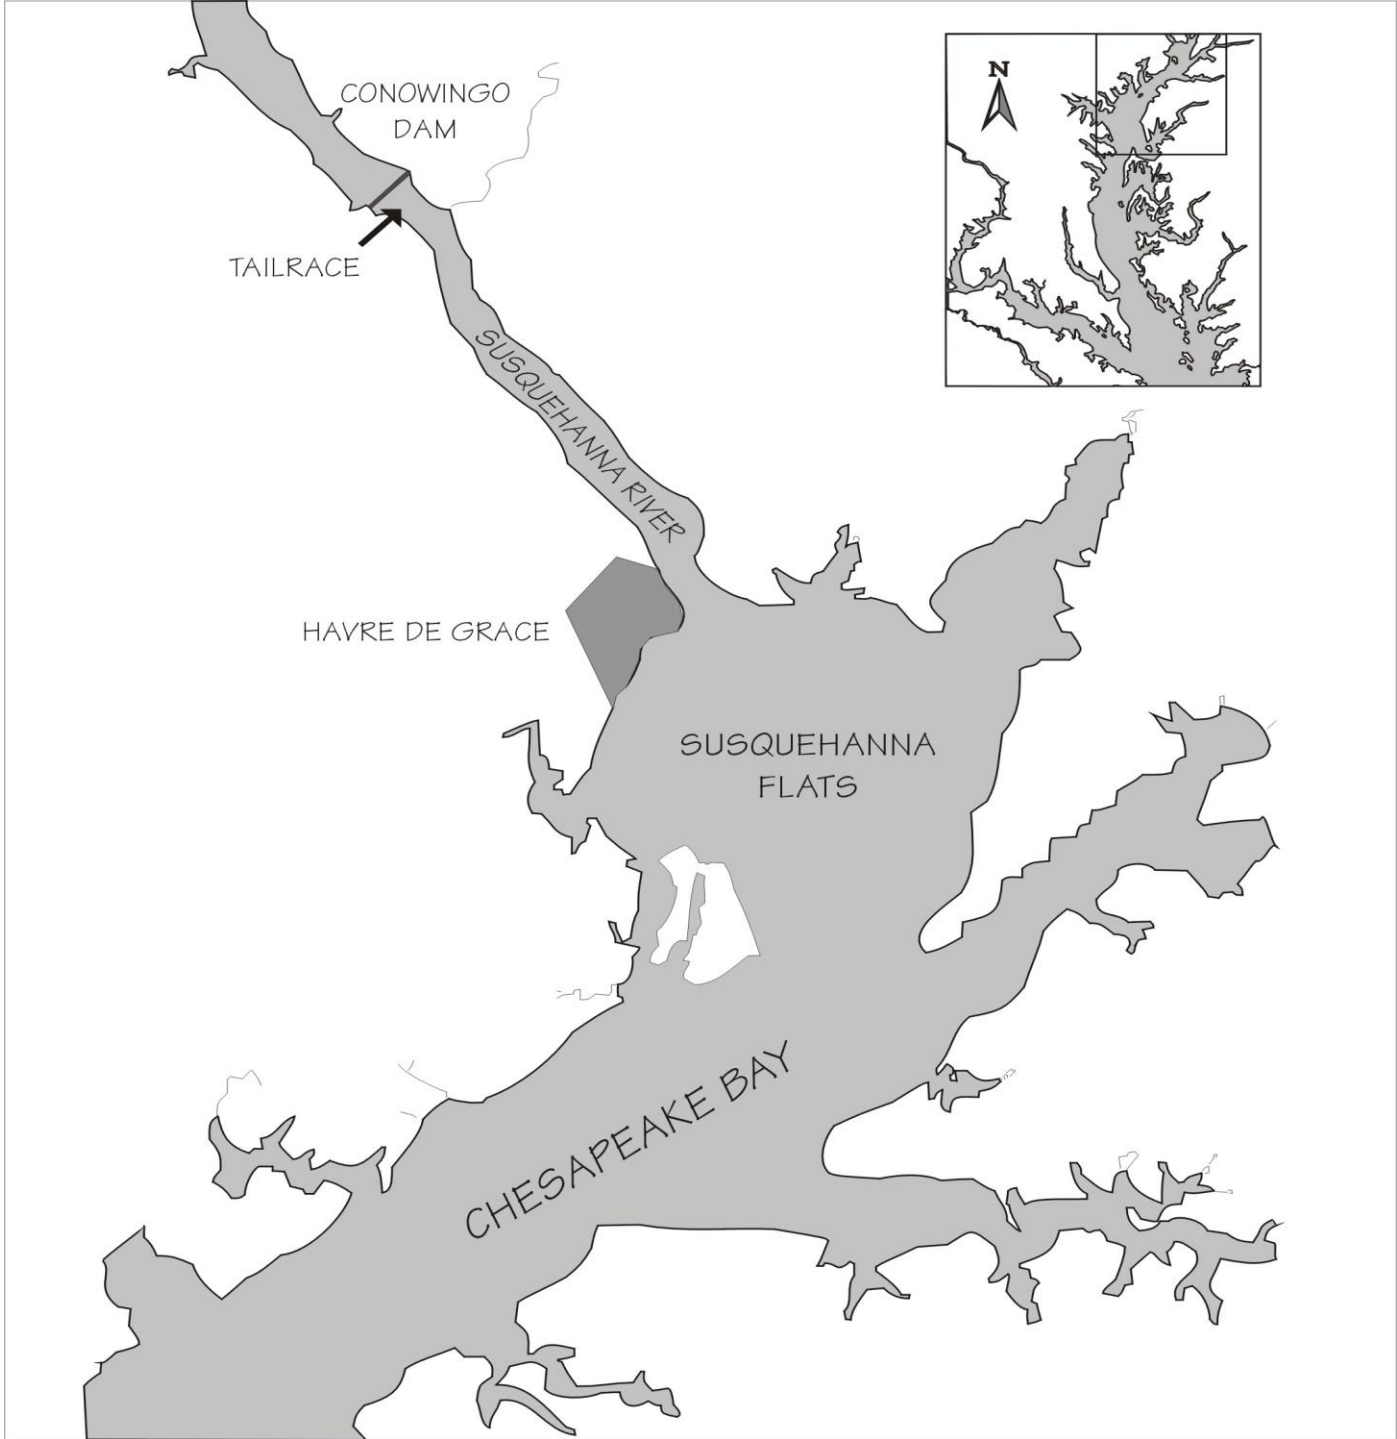 CONOWINGO
DAM
N
TAILRACE
SUSQUEHANNA RIVER
HAVRE DE GRACE
SUSQUEHANNA
FLATS
CHESAPEAKE BAY